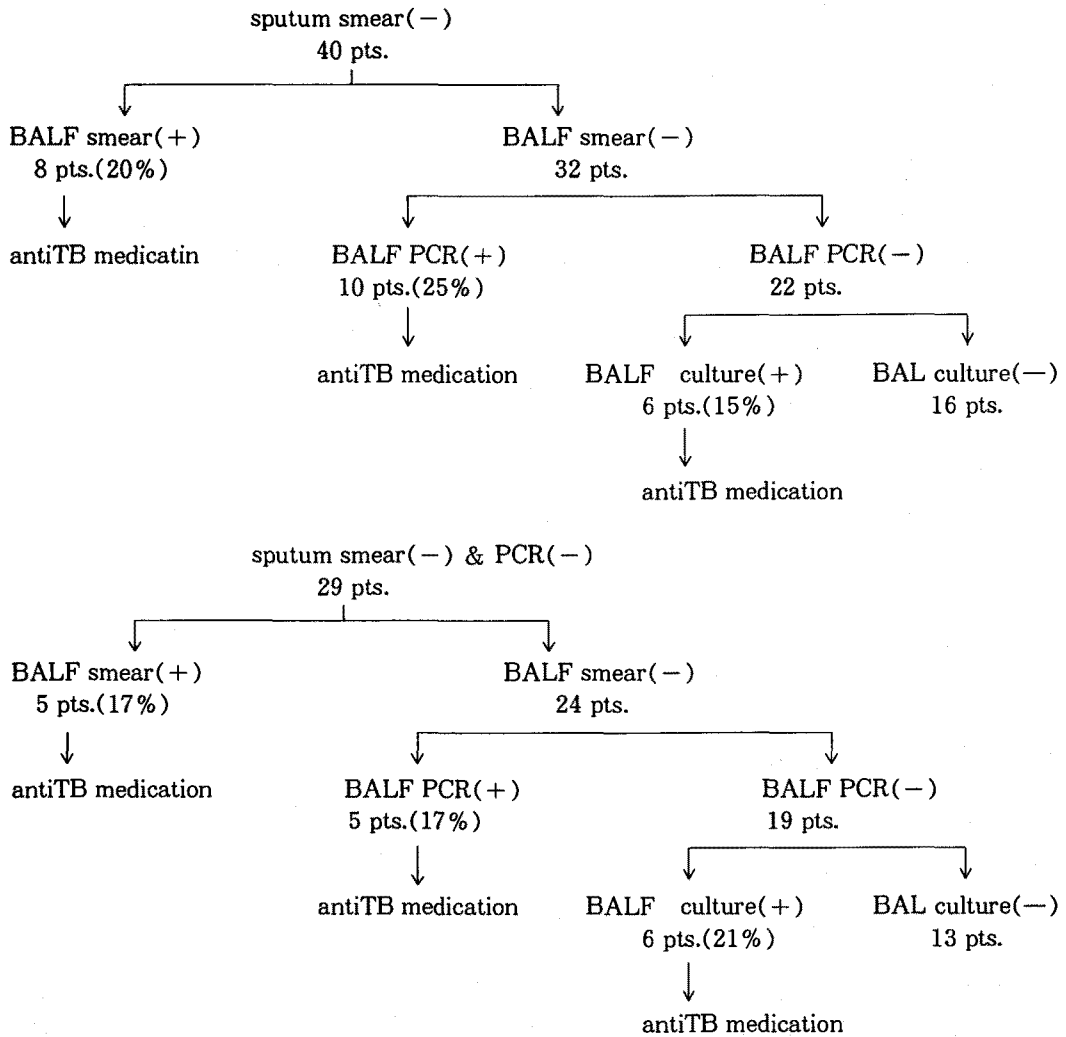 sputum smear(−)
40 pts.
BALF smear(+) BALF smear(−)
8 pts.(20%) 32 pts.
antiTB medicatin BALF PCR(+) BALF PCR(−)
10 pts.(25%) 22 pts.
antiTB medication BALF culture(+) BAL culture(—)
6 pts.(15%) 16 pts.
antiTB medication
sputum smear(−) & PCR(−)
29 pts.
BALF smear(+) BALF smear(−)
5 pts.(17%) 24 pts.
antiTB medication BALF PCR(+) BALF PCR(−)
5 pts.(17%) 19 pts.
antiTB medication BALF culture(+) BAL culture(—)
6 pts.(21%) 13 pts.
antiTB medication